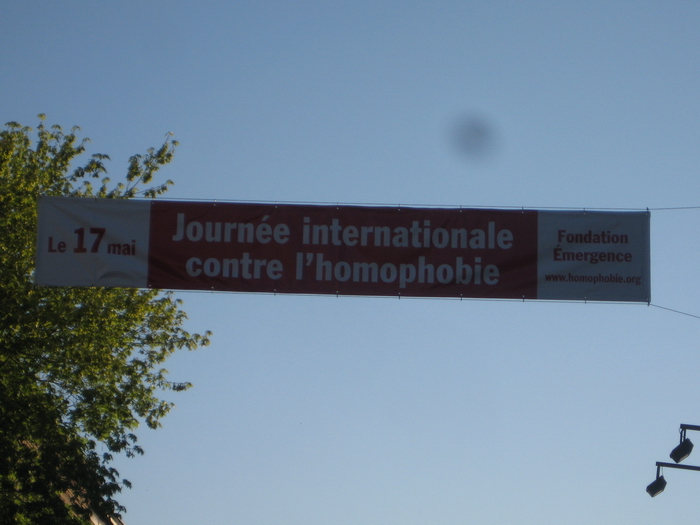 Le 17 mai
Journée internationale
contre l'homophobie
Fondation
Émergence
www.homophobie.org